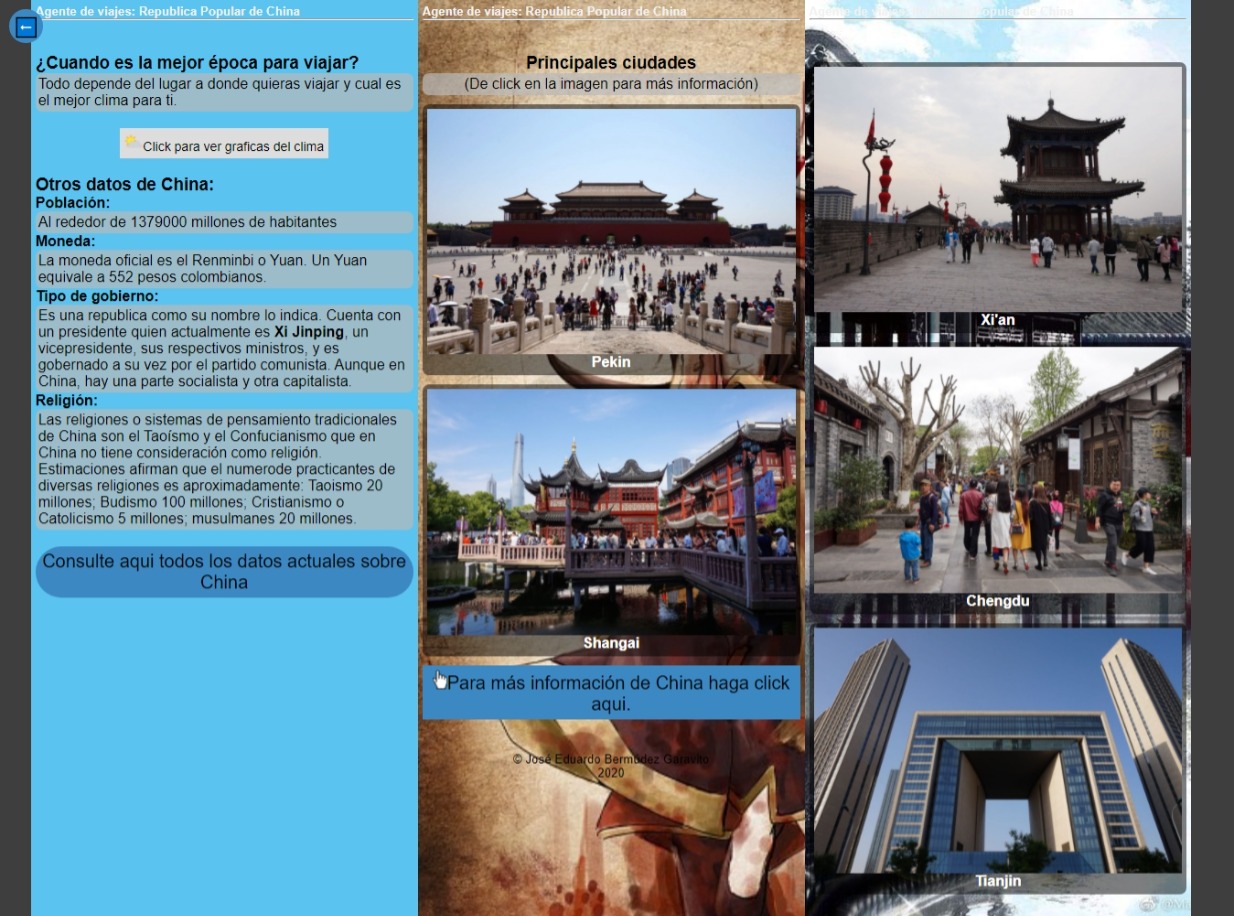 Agente de viajes: Republica Popular de China
¿Cuando es la mejor época para viajar?
Todo depende del lugar a donde quieras viajar y cual es
el mejor clima para ti.
Click para ver graficas del clima
Otros datos de China:
Población:
Al rededor de 1379000 millones de habitantes
Moneda:
La moneda oficial es el Renminbi o Yuan. Un Yuan
equivale a 552 pesos colombianos.
Tipo de gobierno:
Es una republica como su nombre lo indica. Cuenta con
un presidente quien actualmente es Xi Jinping, un
vicepresidente, sus respectivos ministros, y es
gobernado a su vez por el partido comunista. Aunque en
China, hay una parte socialista y otra capitalista.
Religión:
Las religiones o sistemas de pensamiento tradicionales
de China son el Taoísmo y el Confucianismo que en
China no tiene consideración como religión.
Estimaciones afirman que el numerode practicantes de
diversas religiones es aproximadamente: Taoismo 20
millones; Budismo 100 millones; Cristianismo o
Catolicismo 5 millones; musulmanes 20 millones.
Consulte aqui todos los datos actuales sobre
China
Agente de viajes: Republica Popular de China
Principales ciudades
(De click en la imagen para más información)
Pekin
Shangai
Para más información de China haga click
aqui.
© José Eduardo Bermúdez Garavito
2020
Agente de viajes: Republica Popular de China
Xi'an
Chengdu
Tianjin